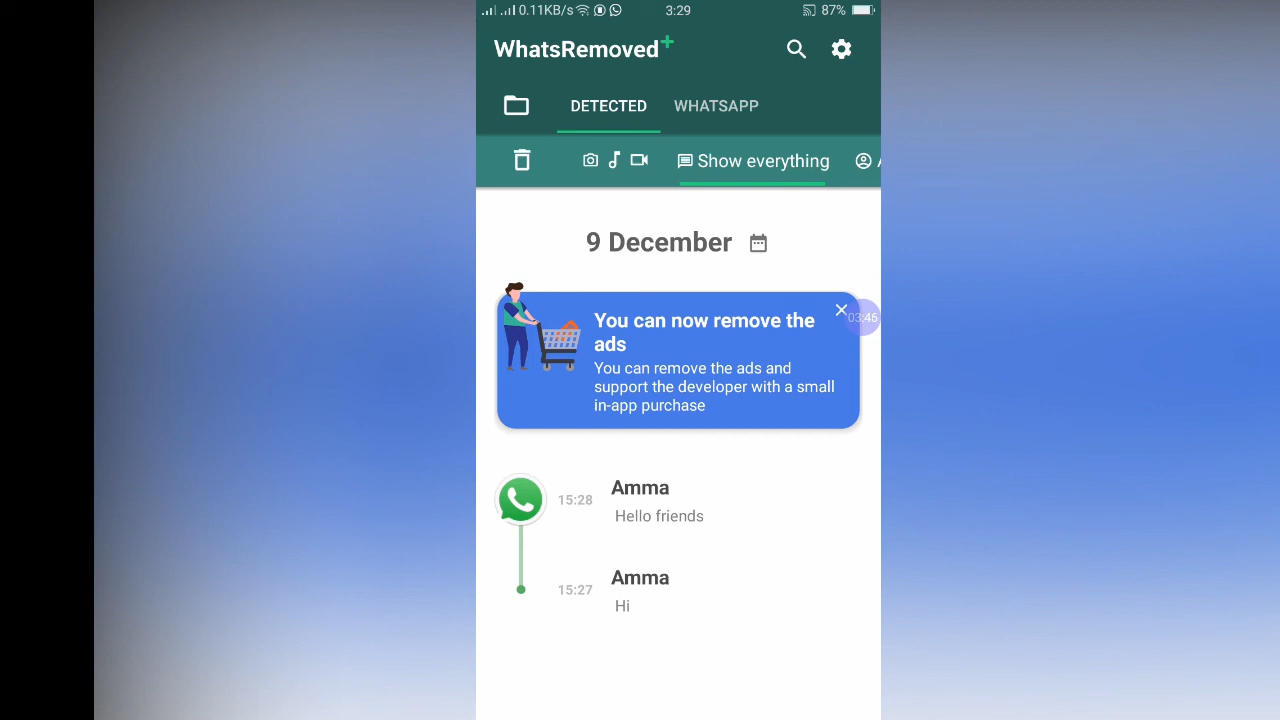 0.11KB/s 3:29 87%
WhatsRemoved+
DETECTED WHATSAPP
Show everything A
9 December
You can now remove the
ads
You can remove the ads and
support the developer with a small
in-app purchase
03:45
Amma
15:28
Hello friends
Amma
15:27
Hi